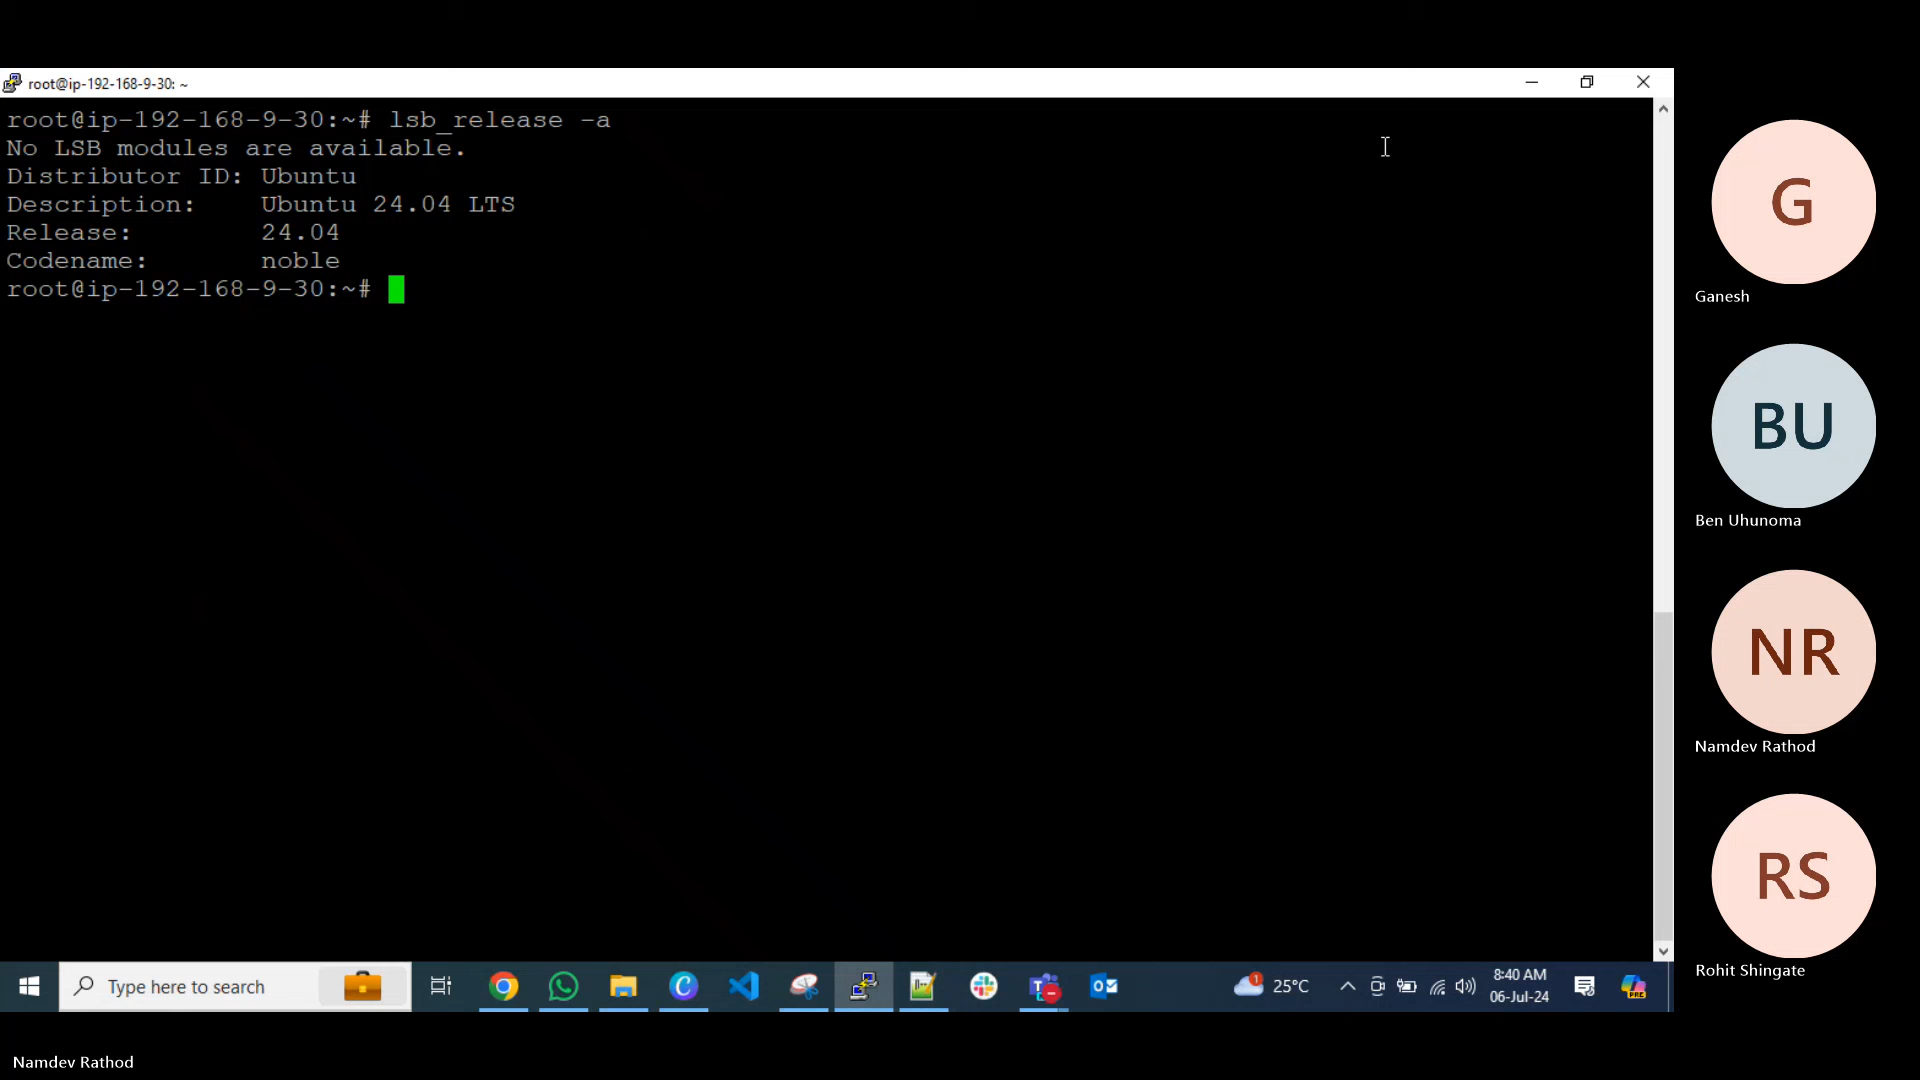 root@ip-192-168-9-30: ~
root@ip-192-168-9-30:~# lsb_release -a
No LSB modules are available.
Distributor ID: Ubuntu
Description:    Ubuntu 24.04 LTS
Release:        24.04
Codename:       noble
root@ip-192-168-9-30:~#
G
Ganesh
BU
Ben Uhunoma
NR
Namdev Rathod
RS
Rohit Shingate
Type here to search
1
25°C
8:40 AM
06-Jul-24
Namdev Rathod